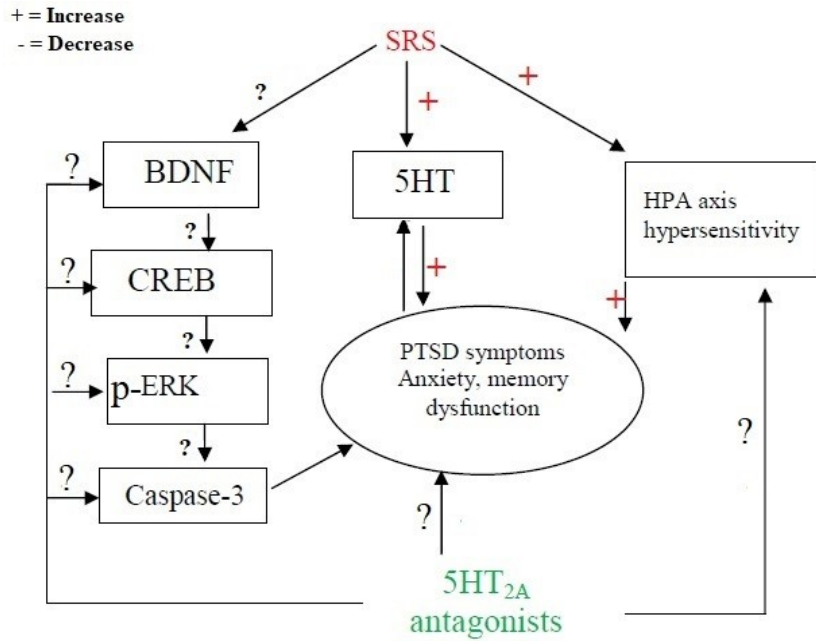 + = Increase
- = Decrease
SRS
?
+
+
?
BDNF
5HT
HPA axis
hypersensitivity
?
?
CREB
+
+
?
PTSD symptoms
Anxiety, memory
dysfunction
?
p-ERK
?
?
?
Caspase-3
?
5HT2A
antagonists